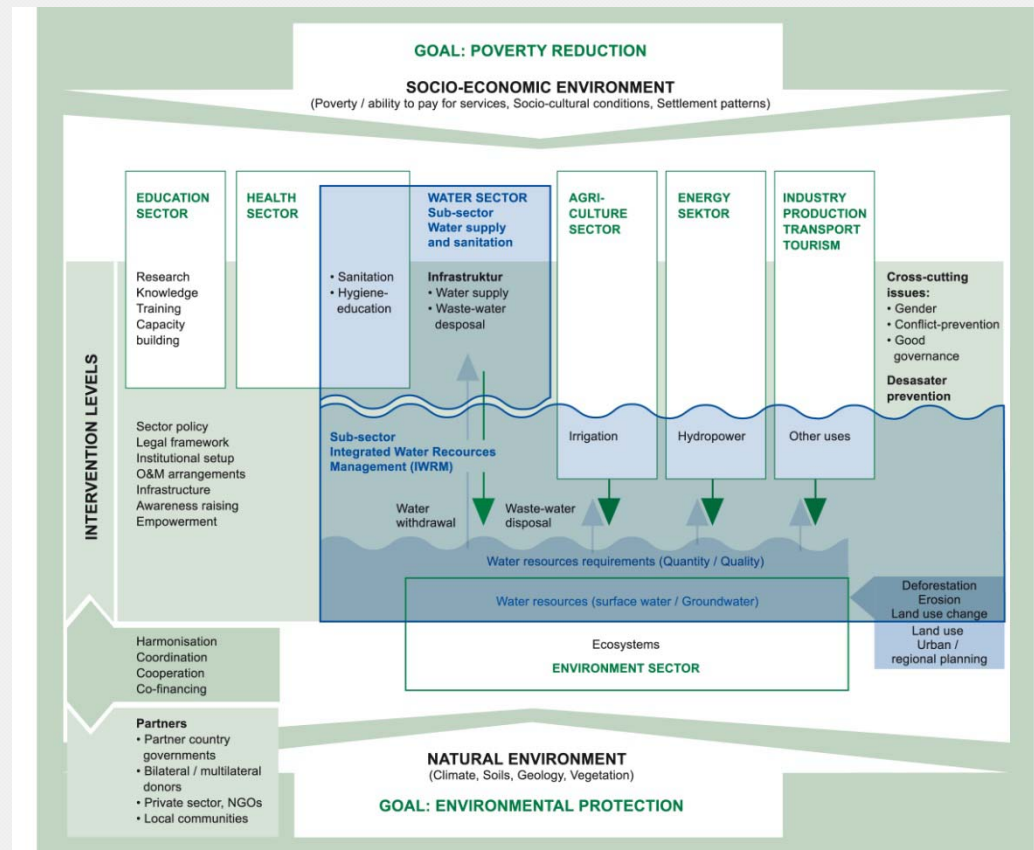 GOAL: POVERTY REDUCTION
SOCIO-ECONOMIC ENVIRONMENT
(Poverty / ability to pay for services, Socio-cultural conditions, Settlement patterns)
EDUCATION
SECTOR
Research
Knowledge
Training
Capacity
building
HEALTH
SECTOR
• Sanitation
• Hygiene-
education
WATER SECTOR
Sub-sector
Water supply
and sanitation
Infrastruktur
• Water supply
• Waste-water
disposal
AGRI-
CULTURE
SECTOR
ENERGY
SEKTOR
INDUSTRY
PRODUCTION
TRANSPORT
TOURISM
Cross-cutting
issues:
• Gender
• Conflict-prevention
• Good
governance
Desasater
prevention
INTERVENTION LEVELS
Sector policy
Legal framework
Institutional setup
O&M arrangements
Infrastructure
Awareness raising
Empowerment
Sub-sector
Integrated Water Recources
Management (IWRM)
Irrigation
Hydropower
Other uses
Water
withdrawal
Waste-water
disposal
Water resources requirements (Quantity / Quality)
Water resources (surface water / Groundwater)
Ecosystems
ENVIRONMENT SECTOR
Deforestation
Erosion
Land use change
Land use
Urban /
regional planning
Harmonisation
Coordination
Cooperation
Co-financing
Partners
• Partner country
governments
• Bilateral / multilateral
donors
• Private sector, NGOs
• Local communities
NATURAL ENVIRONMENT
(Climate, Soils, Geology, Vegetation)
GOAL: ENVIRONMENTAL PROTECTION